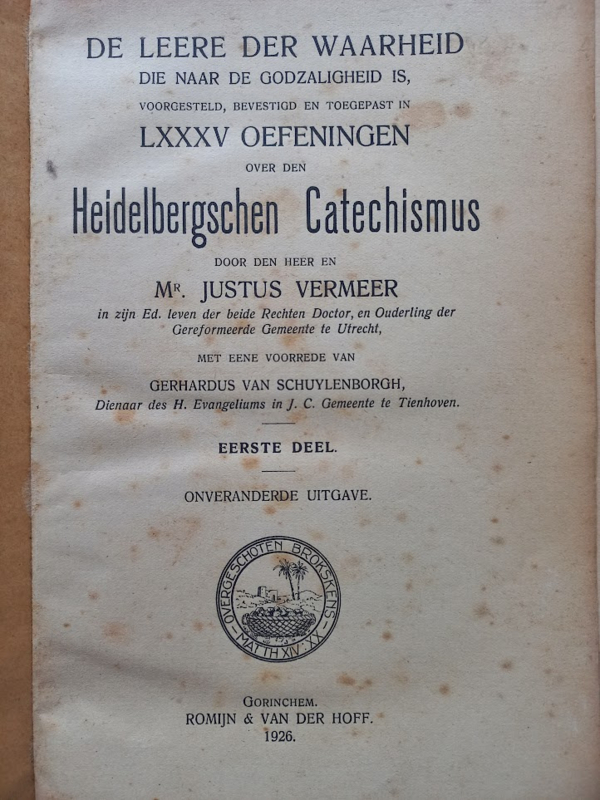 DE LEERE DER WAARHEID
DIE NAAR DE GODZALIGHEID IS,
VOORGESTELD, BEVESTIGD EN TOEGEPAST IN
LXXXV OEFENINGEN
OVER DEN
Heidelbergschen Catechismus
DOOR DEN HEER EN
MR. JUSTUS VERMEER
in zijn Ed. leven der beide Rechten Doctor, en Ouderling der
Gereformeerde Gemeente te Utrecht,
MET EENE VOORREDE VAN
GERHARDUS VAN SCHUYLENBORGH,
Dienaar des H. Evangeliums in J. C. Gemeente te Tienhoven.
EERSTE DEEL.
ONVERANDERDE UITGAVE.
OVERGESCHOTEN BROKSKENS
MATTH XIV: XX
GORINCHEM.
ROMIJN & VAN DER HOFF.
1926.